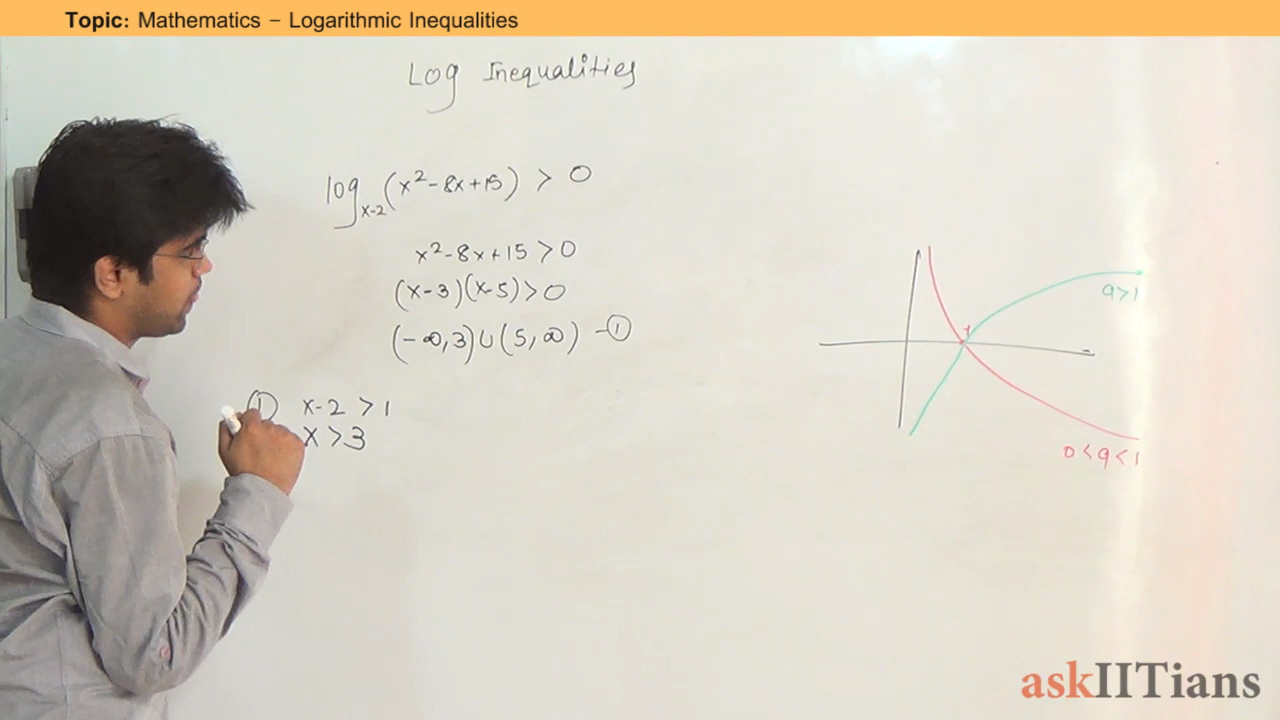 Topic: Mathematics – Logarithmic Inequalities
Log Inequalities
log x-2 (x²-8x+15) > 0
x²-8x+15 > 0
(x-3)(x-5) > 0
(-∞,3)∪(5,∞) -①
① x-2 > 1
x > 3
1
a>1
0<a<1
askIITians